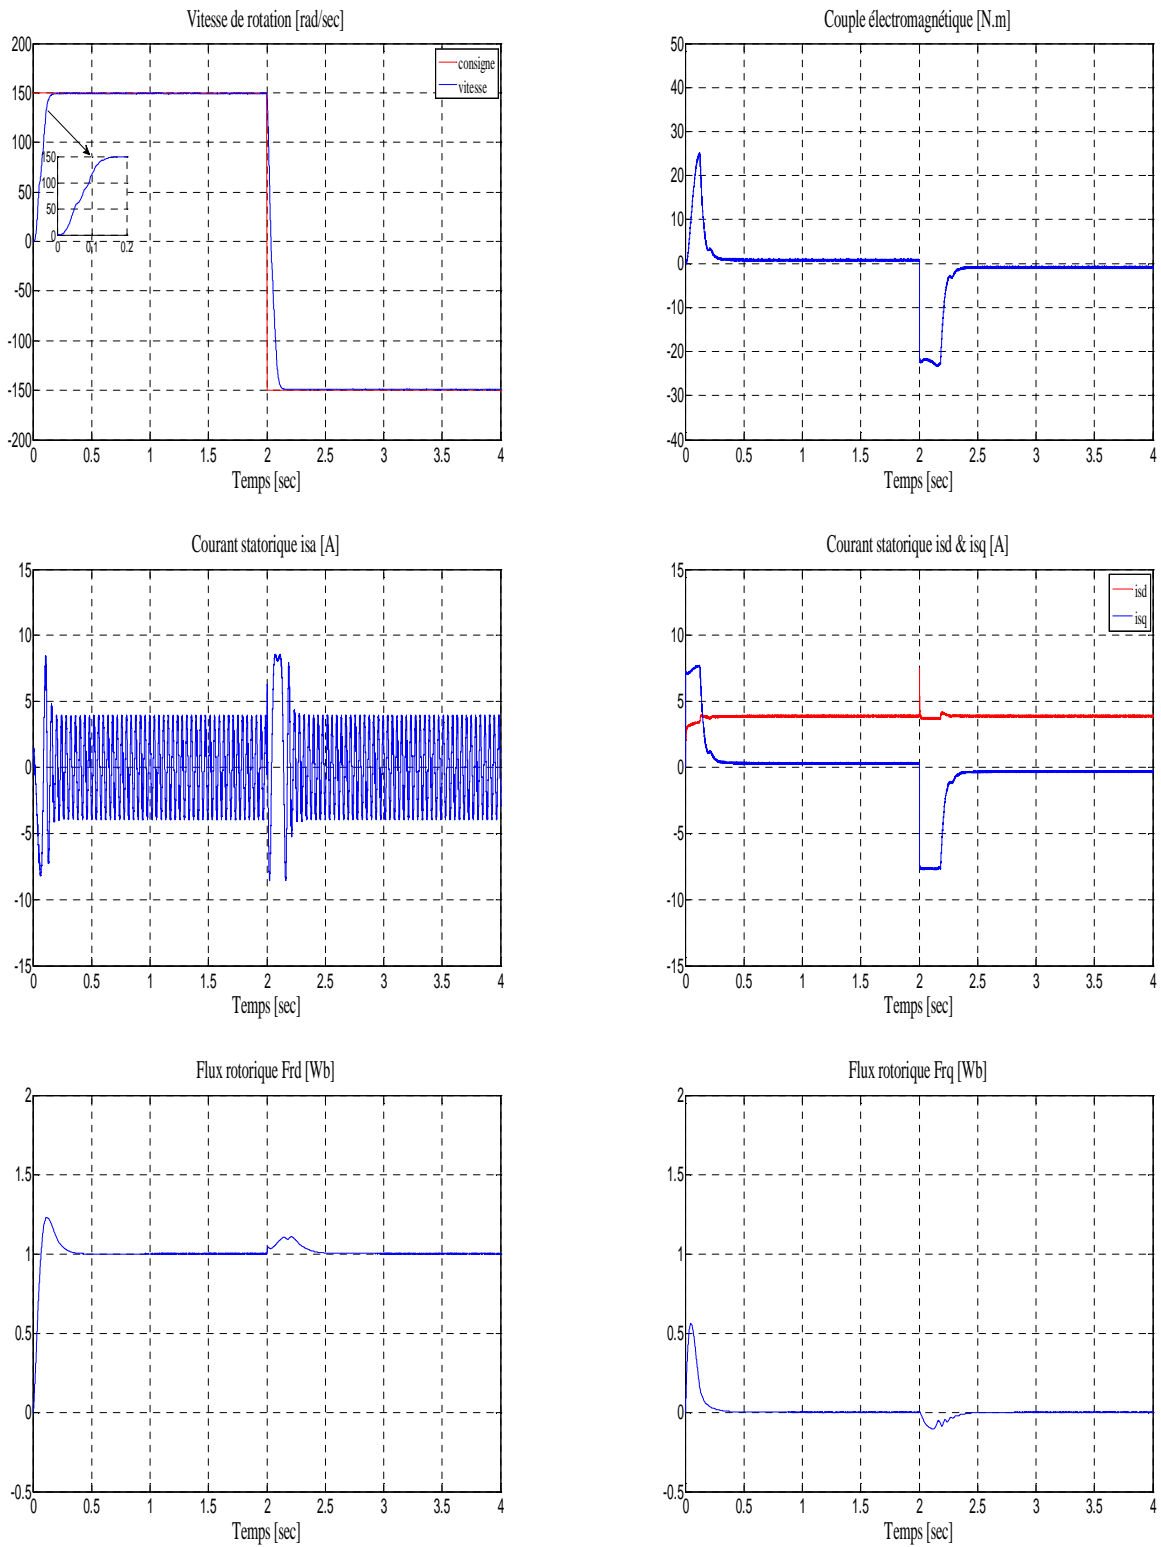 Vitesse de rotation [rad/sec]
200
150
100
50
0
-50
-100
-150
-200
consigne
vitesse
150
100
50
0
0 0.1 0.2
0 0.5 1 1.5 2 2.5 3 3.5 4
Temps [sec]
Couple électromagnétique [N.m]
50
40
30
20
10
0
-10
-20
-30
-40
0 0.5 1 1.5 2 2.5 3 3.5 4
Temps [sec]
Courant statorique isa [A]
15
10
5
0
-5
-10
-15
0 0.5 1 1.5 2 2.5 3 3.5 4
Temps [sec]
Courant statorique isd & isq [A]
15
10
5
0
-5
-10
-15
isd
isq
0 0.5 1 1.5 2 2.5 3 3.5 4
Temps [sec]
Flux rotorique Frd [Wb]
2
1.5
1
0.5
0
-0.5
0 0.5 1 1.5 2 2.5 3 3.5 4
Temps [sec]
Flux rotorique Frq [Wb]
2
1.5
1
0.5
0
-0.5
0 0.5 1 1.5 2 2.5 3 3.5 4
Temps [sec]